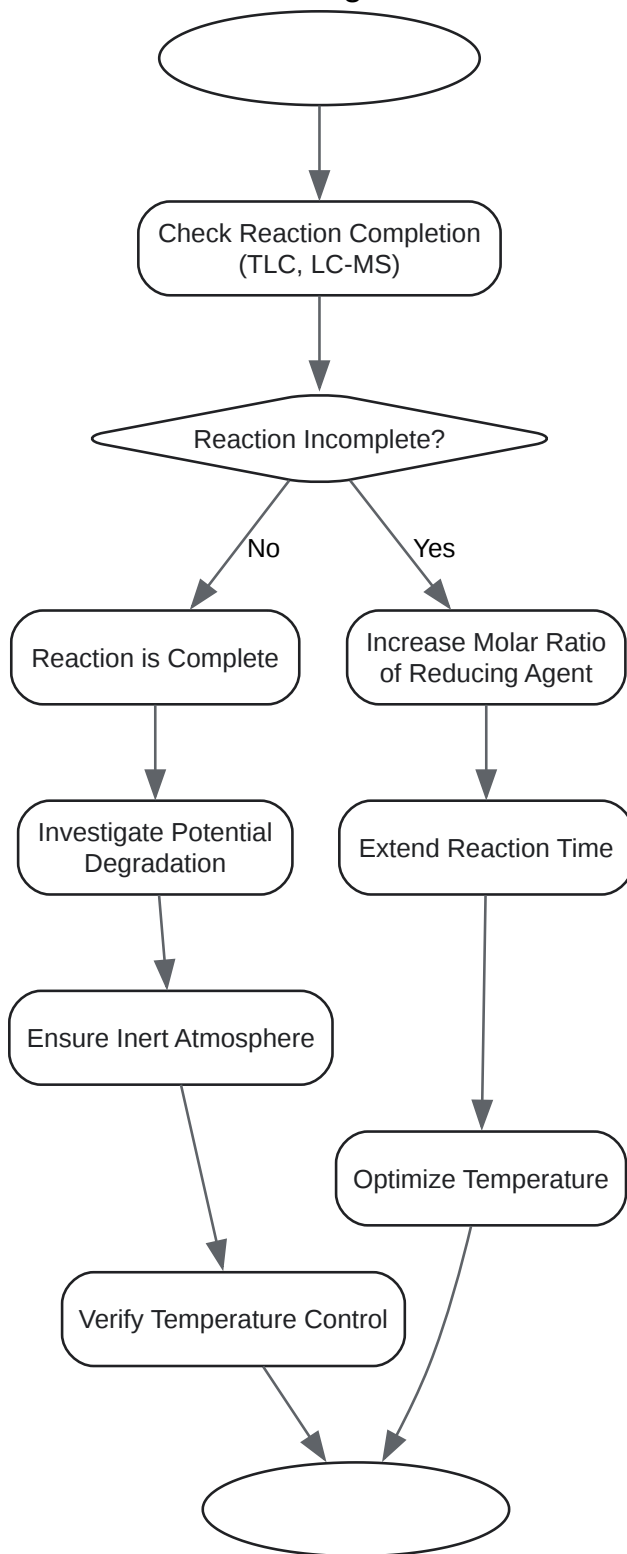 Check Reaction Completion
(TLC, LC-MS)
Reaction Incomplete?
No
Yes
Reaction is Complete
Increase Molar Ratio
of Reducing Agent
Investigate Potential
Degradation
Extend Reaction Time
Ensure Inert Atmosphere
Optimize Temperature
Verify Temperature Control